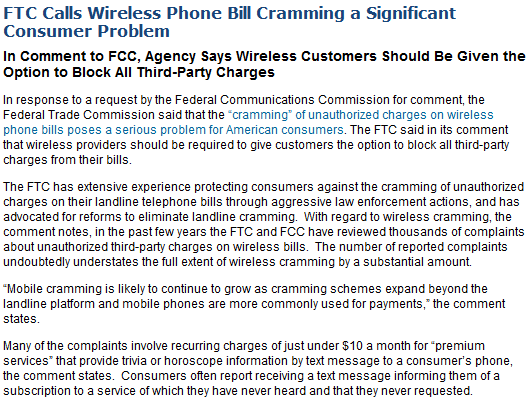 FTC Calls Wireless Phone Bill Cramming a Significant
Consumer Problem
In Comment to FCC, Agency Says Wireless Customers Should Be Given the
Option to Block All Third-Party Charges
In response to a request by the Federal Communications Commission for comment, the
Federal Trade Commission said that the “cramming” of unauthorized charges on wireless
phone bills poses a serious problem for American consumers. The FTC said in its comment
that wireless providers should be required to give customers the option to block all third-party
charges from their bills.
The FTC has extensive experience protecting consumers against the cramming of unauthorized
charges on their landline telephone bills through aggressive law enforcement actions, and has
advocated for reforms to eliminate landline cramming.  With regard to wireless cramming, the
comment notes, in the past few years the FTC and FCC have reviewed thousands of complaints
about unauthorized third-party charges on wireless bills.  The number of reported complaints
undoubtedly understates the full extent of wireless cramming by a substantial amount.
“Mobile cramming is likely to continue to grow as cramming schemes expand beyond the
landline platform and mobile phones are more commonly used for payments,” the comment
states.
Many of the complaints involve recurring charges of just under $10 a month for “premium
services” that provide trivia or horoscope information by text message to a consumer’s phone,
the comment states.  Consumers often report receiving a text message informing them of a
subscription to a service of which they have never heard and that they never requested.